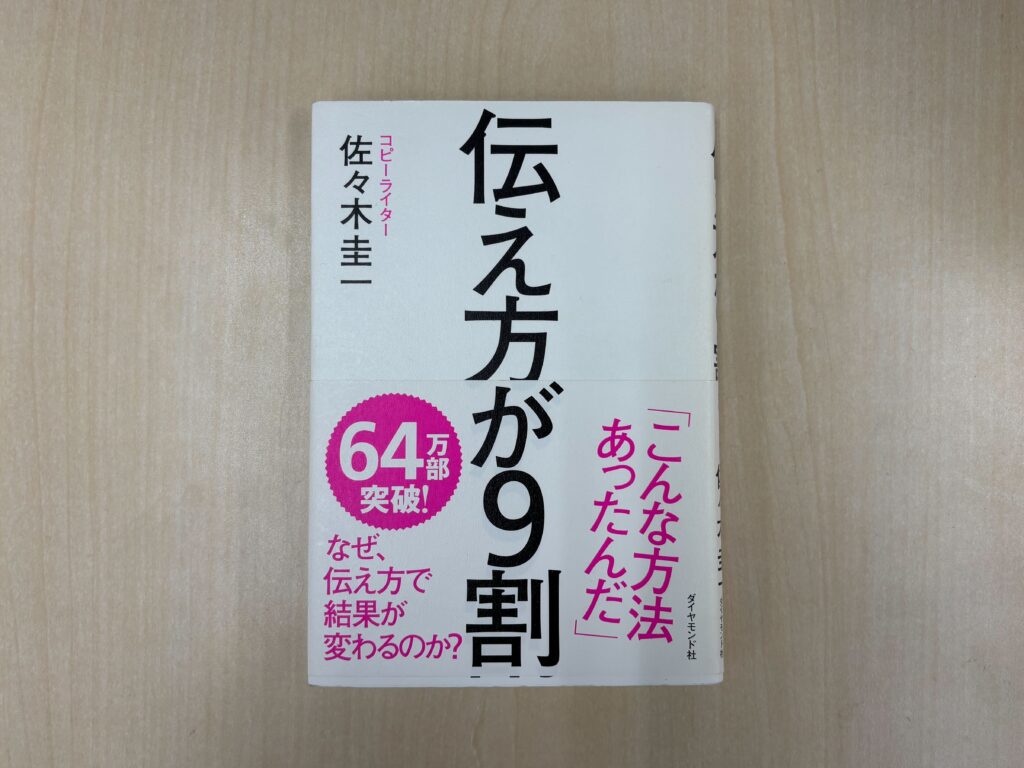 伝え方が9割
コピーライター
佐々木圭一
「こんな方法
あったんだ」
64万部
突破!
なぜ、
伝え方で
結果が
変わるのか?
ダイヤモンド社